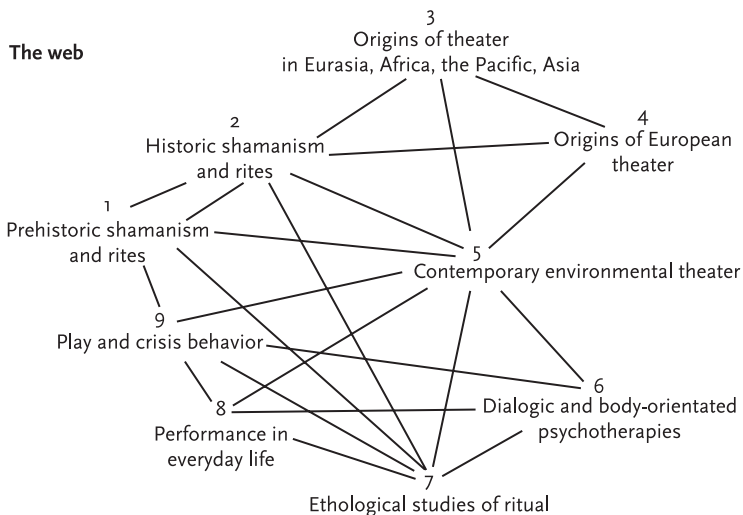 The web
3
Origins of theater
in Eurasia, Africa, the Pacific, Asia
4
Origins of European
theater
2
Historic shamanism
and rites
1
Prehistoric shamanism
and rites
5
Contemporary environmental theater
9
Play and crisis behavior
6
Dialogic and body-orientated
psychotherapies
8
Performance in
everyday life
7
Ethological studies of ritual